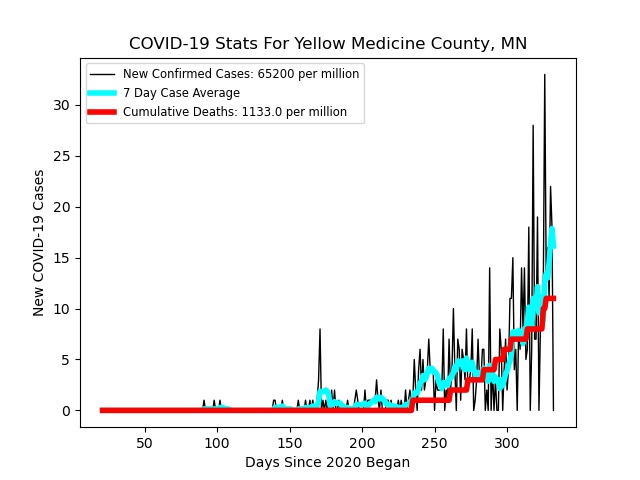 COVID-19 Stats For Yellow Medicine County, MN
New Confirmed Cases: 65200 per million
7 Day Case Average
Cumulative Deaths: 1133.0 per million
New COVID-19 Cases
30
25
20
15
10
5
0
50
100
150
200
250
300
Days Since 2020 Began